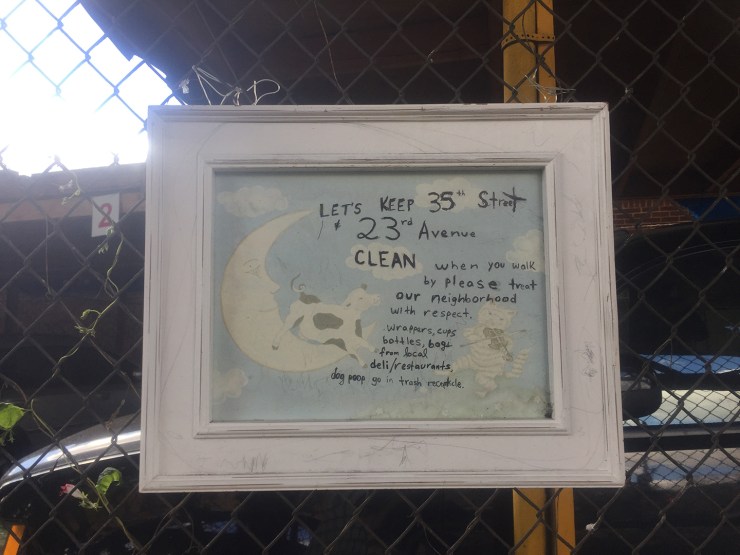 2
LET'S KEEP 35th Street
& 23rd Avenue
CLEAN when you walk
by please treat
our neighborhood
with respect.
wrappers, cups
bottles, bags
from local
deli/restaurants,
dog poop go in trash receptacle.